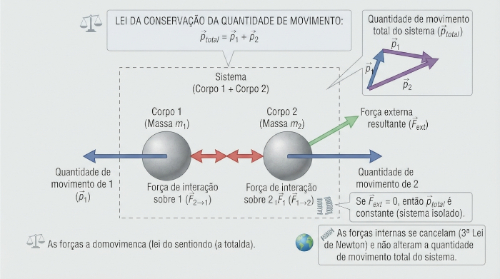 LEI DA CONSERVAÇÃO DA QUANTIDADE DE MOVIMENTO:
p⃗total = p⃗1 + p⃗2
Quantidade de movimento
total do sistema (p⃗total)
p⃗1
p⃗1
p⃗2
Sistema
(Corpo 1 + Corpo 2)
Corpo 1
(Massa m1)
Corpo 2
(Massa m2)
Força externa
resultante (F⃗ext)
Quantidade de
movimento de 1
(p⃗1)
Força de interação
sobre 1 (F⃗2→1)
Força de interação
sobre 2 (F⃗1→2)
Quantidade de
movimento de 2
Se F⃗ext = 0, então p⃗total é
constante (sistema isolado).
As forças a domovimenca (lei do sentiondo (a totalda).
As forças internas se cancelam (3ª Lei
de Newton) e não alteram a quantidade
de movimento total do sistema.